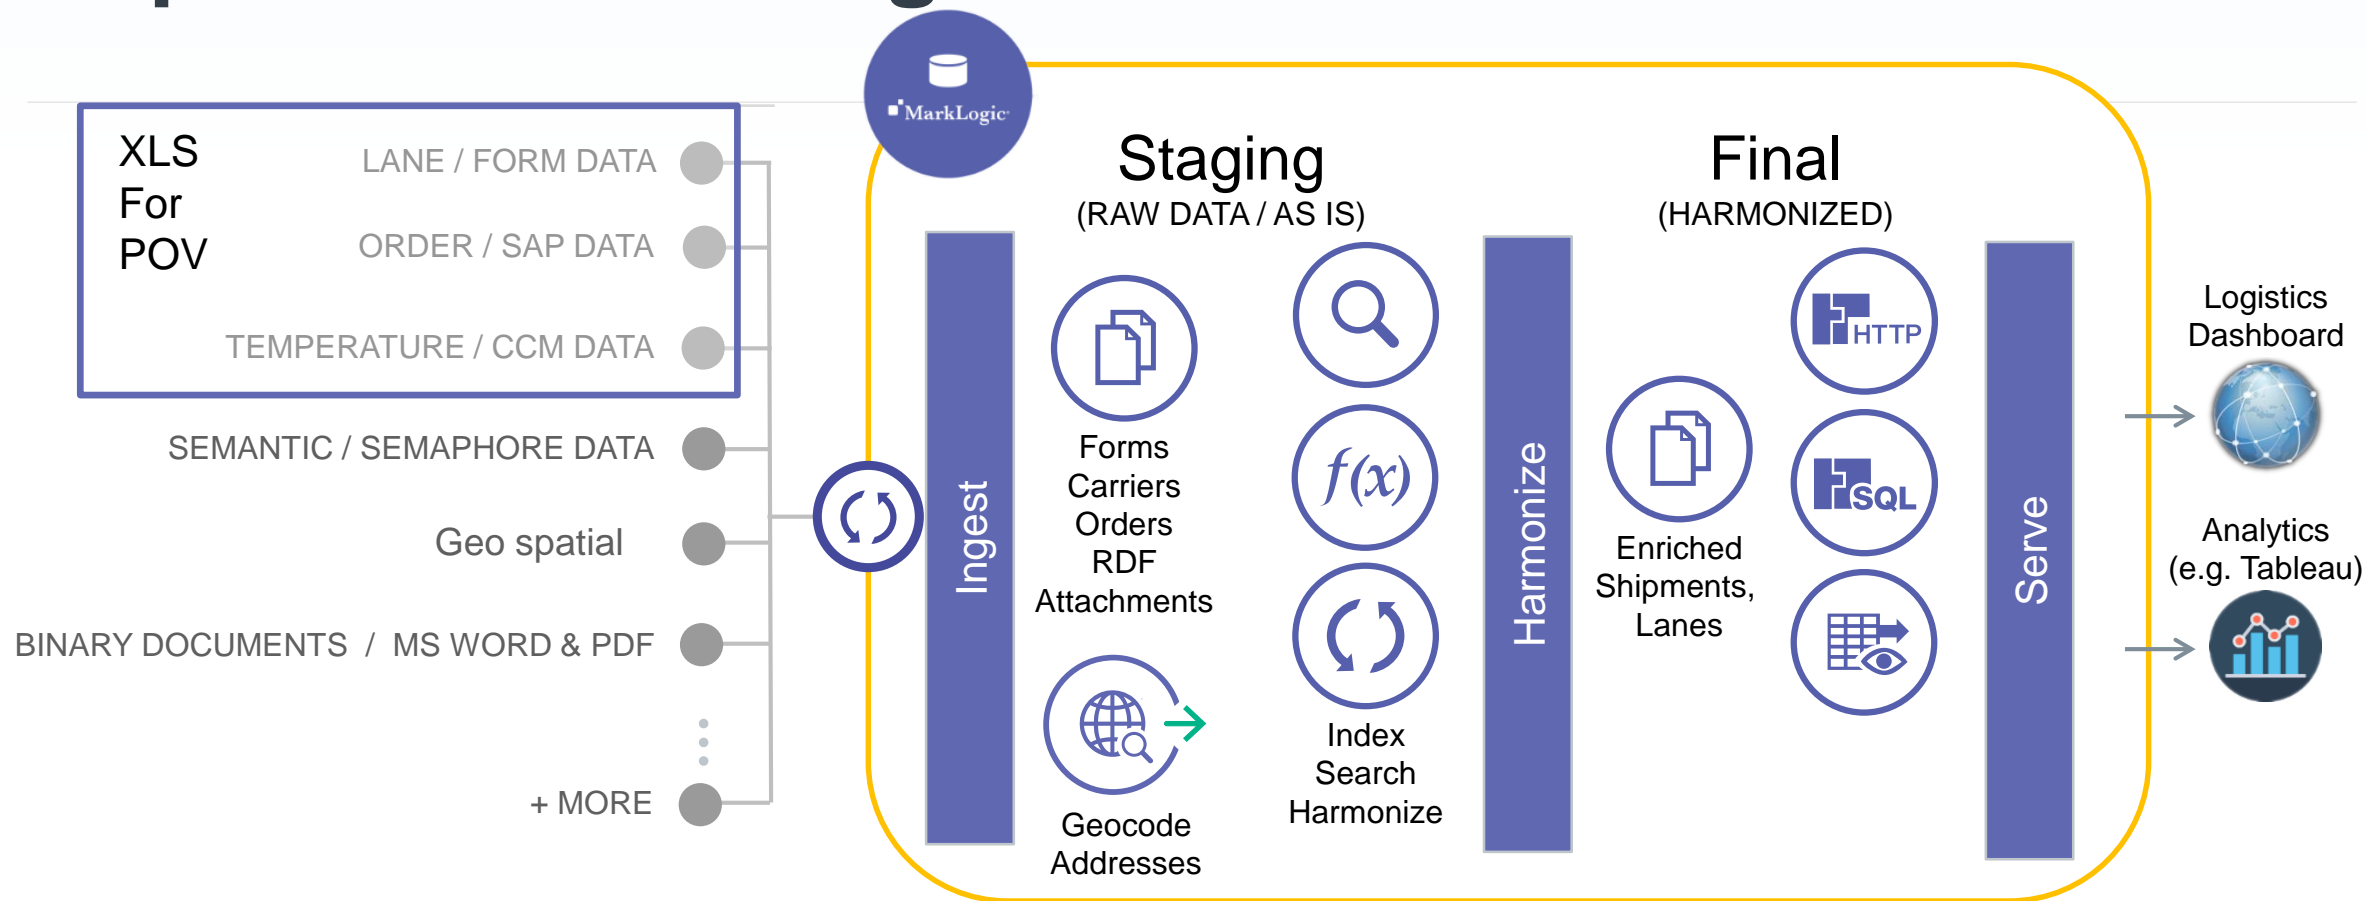 MarkLogic
XLS
For
POV
LANE / FORM DATA
ORDER / SAP DATA
TEMPERATURE / CCM DATA
SEMANTIC / SEMAPHORE DATA
Geo spatial
BINARY DOCUMENTS / MS WORD & PDF
+ MORE
Ingest
Staging
(RAW DATA / AS IS)
Forms
Carriers
Orders
RDF
Attachments
Geocode
Addresses
f(x)
Index
Search
Harmonize
Harmonize
Final
(HARMONIZED)
Enriched
Shipments,
Lanes
HTTP
SQL
Serve
Logistics
Dashboard
Analytics
(e.g. Tableau)